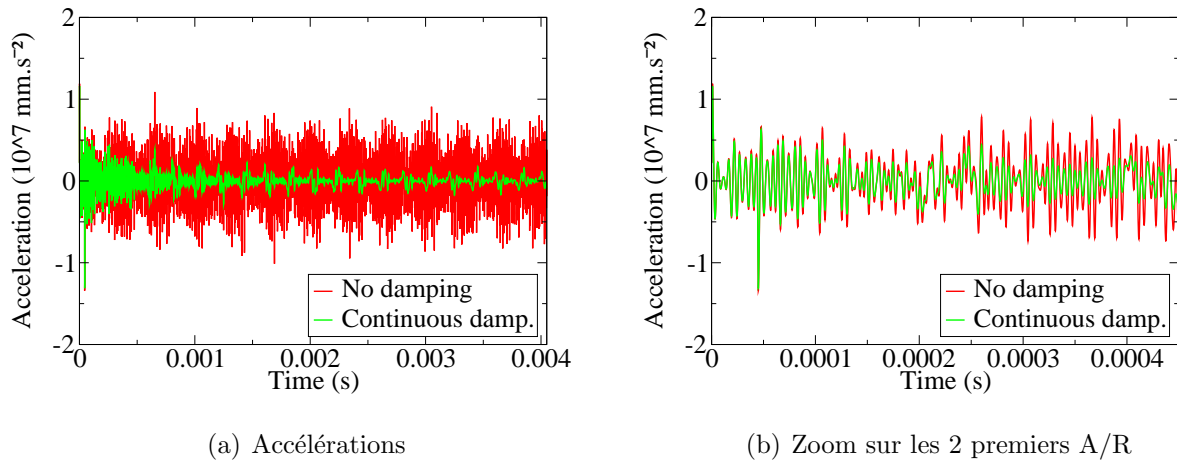 2
1
0
-1
-2
Acceleration (10^7 mm.s⁻²)
0
0.001
0.002
0.003
0.004
Time (s)
No damping
Continuous damp.
(a) Accélérations
2
1
0
-1
-2
Acceleration (10^7 mm.s⁻²)
0
0.0001
0.0002
0.0003
0.0004
Time (s)
No damping
Continuous damp.
(b) Zoom sur les 2 premiers A/R